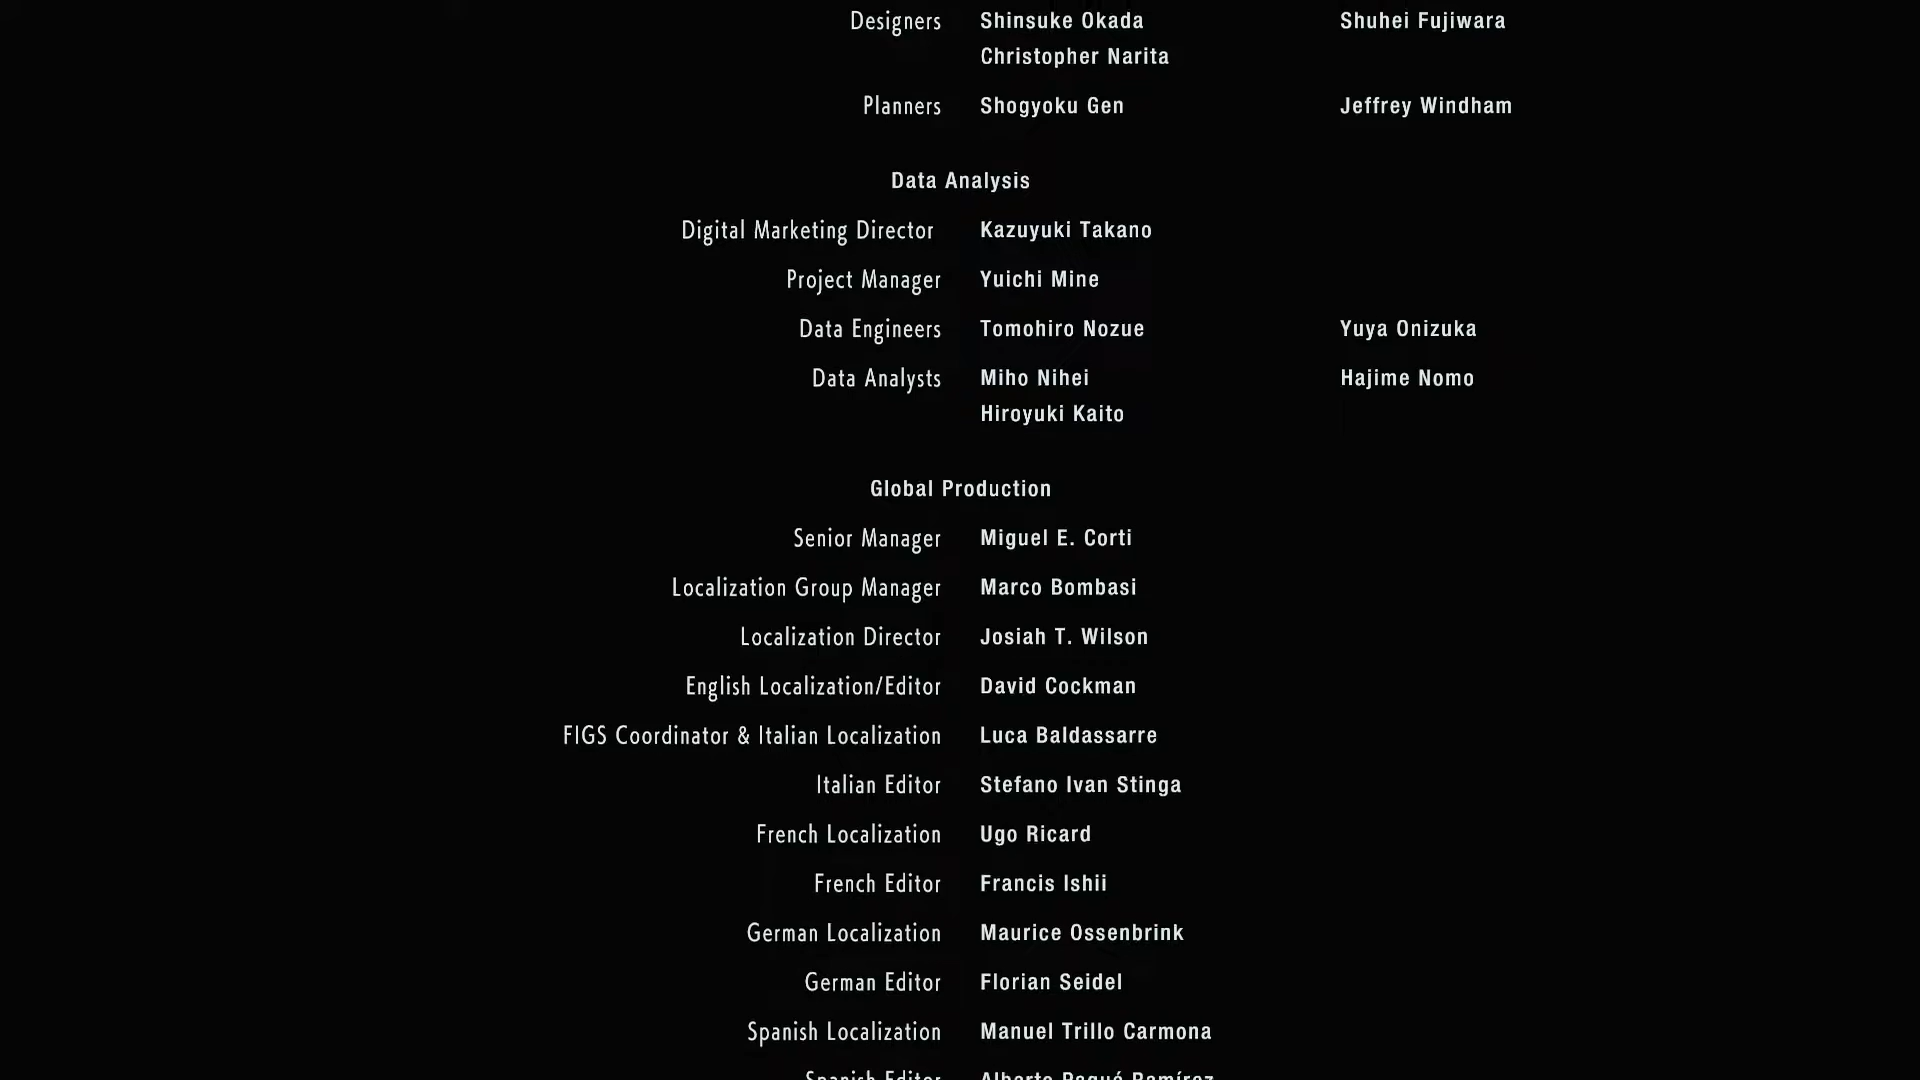 Designers Shinsuke Okada Shuhei Fujiwara
Christopher Narita
Planners Shogyoku Gen Jeffrey Windham
Data Analysis
Digital Marketing Director Kazuyuki Takano
Project Manager Yuichi Mine
Data Engineers Tomohiro Nozue Yuya Onizuka
Data Analysts Miho Nihei Hajime Nomo
Hiroyuki Kaito
Global Production
Senior Manager Miguel E. Corti
Localization Group Manager Marco Bombasi
Localization Director Josiah T. Wilson
English Localization/Editor David Cockman
FIGS Coordinator & Italian Localization Luca Baldassarre
Italian Editor Stefano Ivan Stinga
French Localization Ugo Ricard
French Editor Francis Ishii
German Localization Maurice Ossenbrink
German Editor Florian Seidel
Spanish Localization Manuel Trillo Carmona
Spanish Editor Ramírez